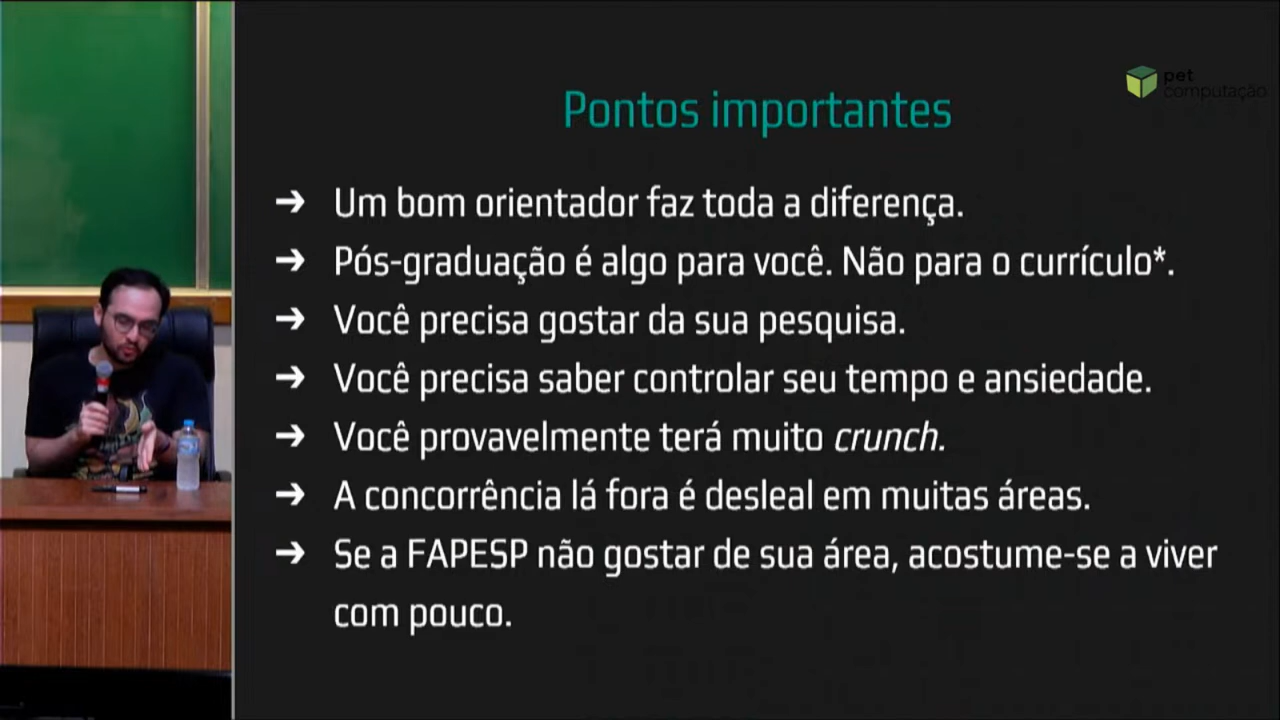 pet
computação
Pontos importantes
➔ Um bom orientador faz toda a diferença.
➔ Pós-graduação é algo para você. Não para o currículo*.
➔ Você precisa gostar da sua pesquisa.
➔ Você precisa saber controlar seu tempo e ansiedade.
➔ Você provavelmente terá muito crunch.
➔ A concorrência lá fora é desleal em muitas áreas.
➔ Se a FAPESP não gostar de sua área, acostume-se a viver
com pouco.